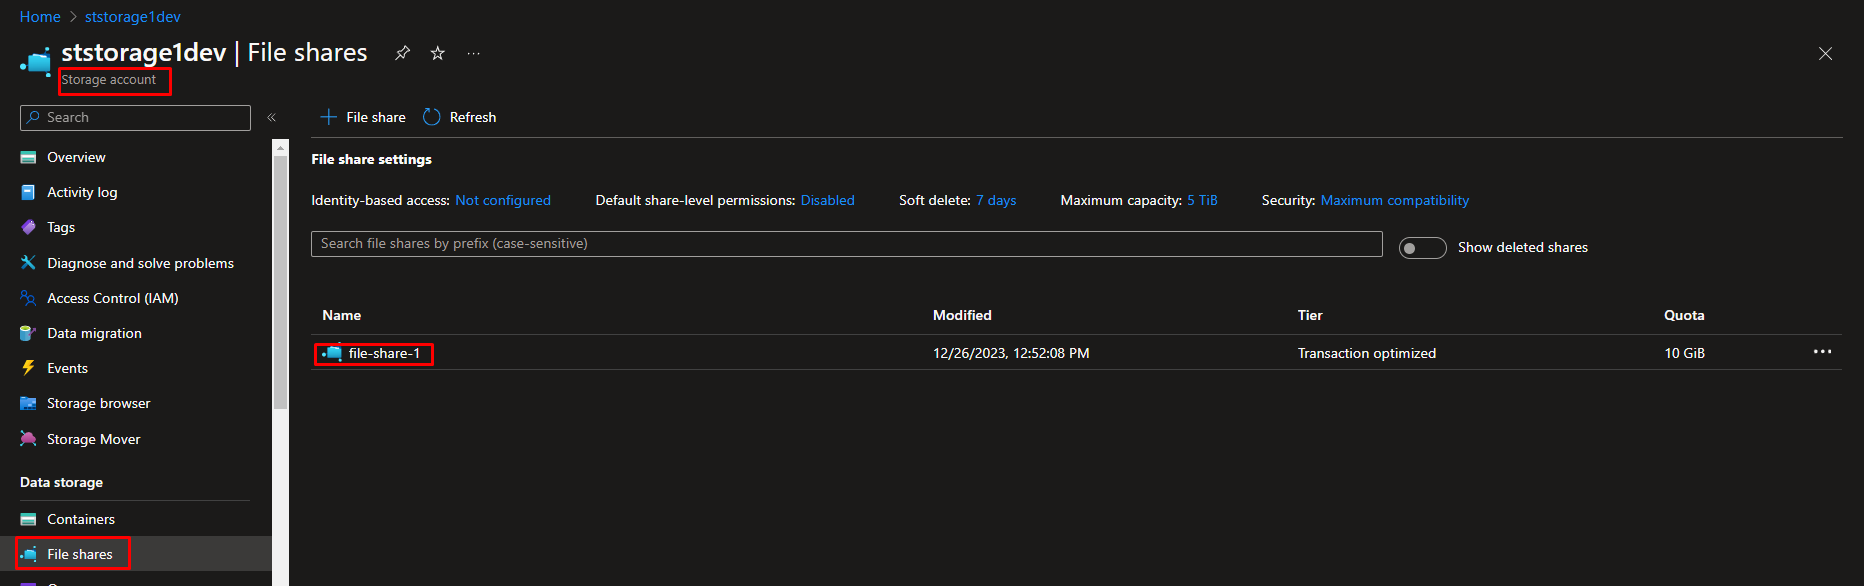 Home > ststorage1dev
ststorage1dev | File shares ...
Storage account
Search «
Overview
Activity log
Tags
Diagnose and solve problems
Access Control (IAM)
Data migration
Events
Storage browser
Storage Mover
Data storage
Containers
File shares
+ File share Refresh
File share settings
Identity-based access: Not configured Default share-level permissions: Disabled Soft delete: 7 days Maximum capacity: 5 TiB Security: Maximum compatibility
Search file shares by prefix (case-sensitive) Show deleted shares
Name Modified Tier Quota
file-share-1 12/26/2023, 12:52:08 PM Transaction optimized 10 GiB ...